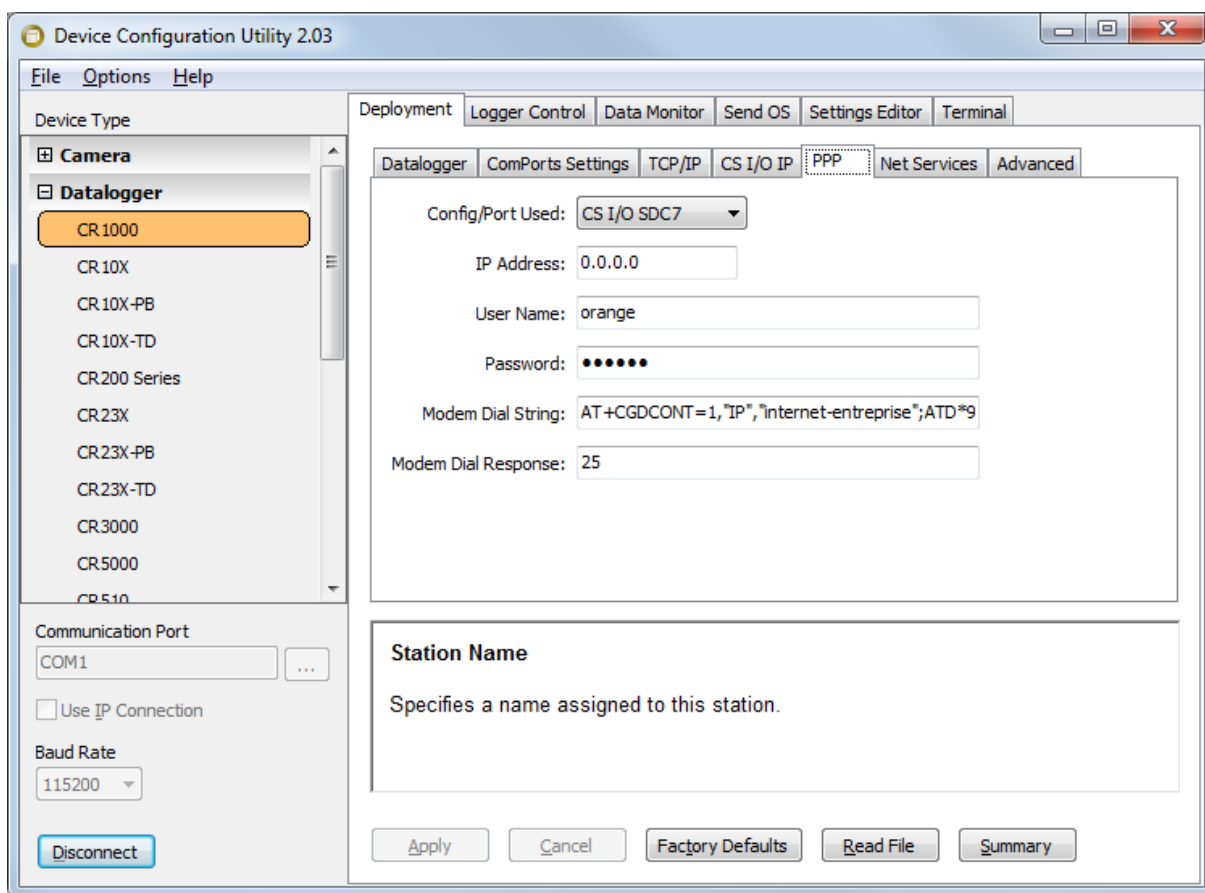 Device Configuration Utility 2.03
File Options Help
Device Type
Camera
Datalogger
CR1000
CR10X
CR10X-PB
CR10X-TD
CR200 Series
CR23X
CR23X-PB
CR23X-TD
CR3000
CR5000
CR510
Communication Port
COM1
...
Use IP Connection
Baud Rate
115200
Disconnect
Deployment Logger Control Data Monitor Send OS Settings Editor Terminal
Datalogger ComPorts Settings TCP/IP CS I/O IP PPP Net Services Advanced
Config/Port Used: CS I/O SDC7
IP Address: 0.0.0.0
User Name: orange
Password: ●●●●●●
Modem Dial String: AT+CGDCONT=1,"IP","internet-entreprise";ATD*9
Modem Dial Response: 25
Station Name
Specifies a name assigned to this station.
Apply Cancel Factory Defaults Read File Summary